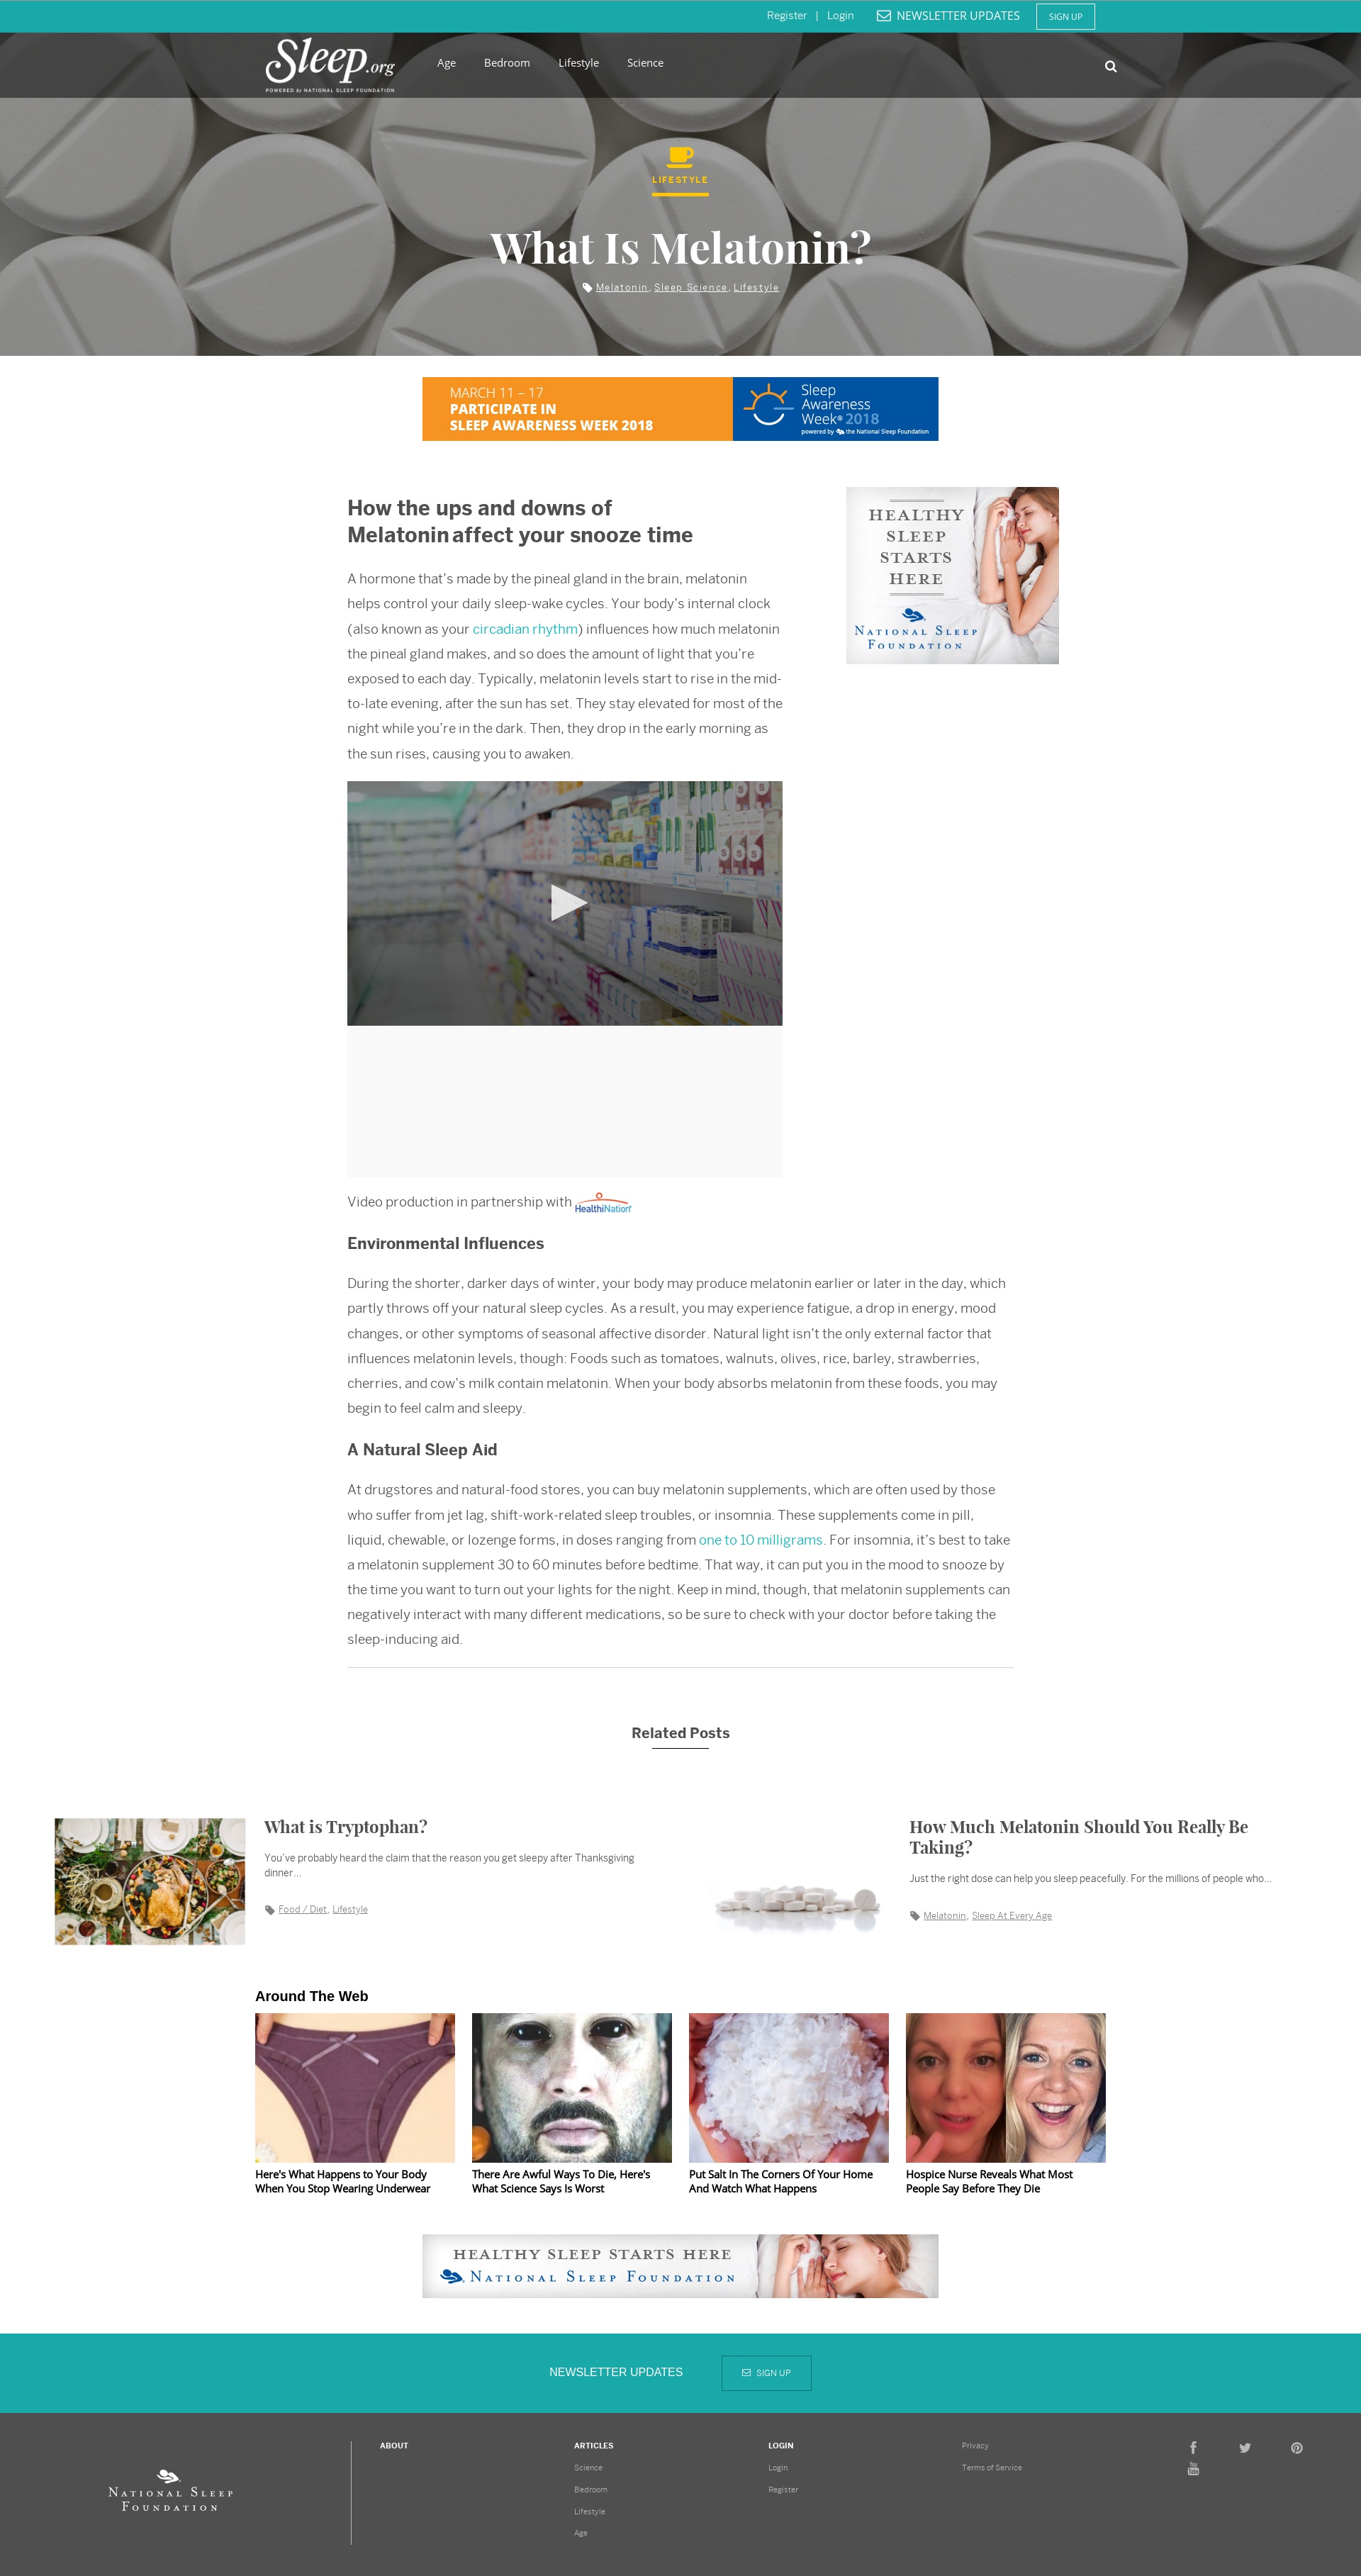 Register | Login NEWSLETTER UPDATES SIGN UP
Sleep.org
POWERED by NATIONAL SLEEP FOUNDATION
Age Bedroom Lifestyle Science
LIFESTYLE
What Is Melatonin?
Melatonin, Sleep Science, Lifestyle
MARCH 11 – 17
PARTICIPATE IN
SLEEP AWARENESS WEEK 2018
Sleep
Awareness
Week® 2018
powered by the National Sleep Foundation
How the ups and downs of
Melatonin affect your snooze time
A hormone that’s made by the pineal gland in the brain, melatonin
helps control your daily sleep-wake cycles. Your body’s internal clock
(also known as your circadian rhythm) influences how much melatonin
the pineal gland makes, and so does the amount of light that you’re
exposed to each day. Typically, melatonin levels start to rise in the mid-
to-late evening, after the sun has set. They stay elevated for most of the
night while you’re in the dark. Then, they drop in the early morning as
the sun rises, causing you to awaken.
HEALTHY
SLEEP
STARTS
HERE
NATIONAL SLEEP
FOUNDATION
Video production in partnership with HealthiNation
Environmental Influences
During the shorter, darker days of winter, your body may produce melatonin earlier or later in the day, which
partly throws off your natural sleep cycles. As a result, you may experience fatigue, a drop in energy, mood
changes, or other symptoms of seasonal affective disorder. Natural light isn’t the only external factor that
influences melatonin levels, though: Foods such as tomatoes, walnuts, olives, rice, barley, strawberries,
cherries, and cow’s milk contain melatonin. When your body absorbs melatonin from these foods, you may
begin to feel calm and sleepy.
A Natural Sleep Aid
At drugstores and natural-food stores, you can buy melatonin supplements, which are often used by those
who suffer from jet lag, shift-work-related sleep troubles, or insomnia. These supplements come in pill,
liquid, chewable, or lozenge forms, in doses ranging from one to 10 milligrams. For insomnia, it’s best to take
a melatonin supplement 30 to 60 minutes before bedtime. That way, it can put you in the mood to snooze by
the time you want to turn out your lights for the night. Keep in mind, though, that melatonin supplements can
negatively interact with many different medications, so be sure to check with your doctor before taking the
sleep-inducing aid.
Related Posts
What is Tryptophan?
You’ve probably heard the claim that the reason you get sleepy after Thanksgiving
dinner...
Food / Diet, Lifestyle
How Much Melatonin Should You Really Be
Taking?
Just the right dose can help you sleep peacefully. For the millions of people who...
Melatonin, Sleep At Every Age
Around The Web
Here's What Happens to Your Body
When You Stop Wearing Underwear
There Are Awful Ways To Die, Here's
What Science Says Is Worst
Put Salt In The Corners Of Your Home
And Watch What Happens
Hospice Nurse Reveals What Most
People Say Before They Die
HEALTHY SLEEP STARTS HERE
NATIONAL SLEEP FOUNDATION
NEWSLETTER UPDATES SIGN UP
NATIONAL SLEEP
FOUNDATION
ABOUT
ARTICLES
Science
Bedroom
Lifestyle
Age
LOGIN
Login
Register
Privacy
Terms of Service
You
Tube